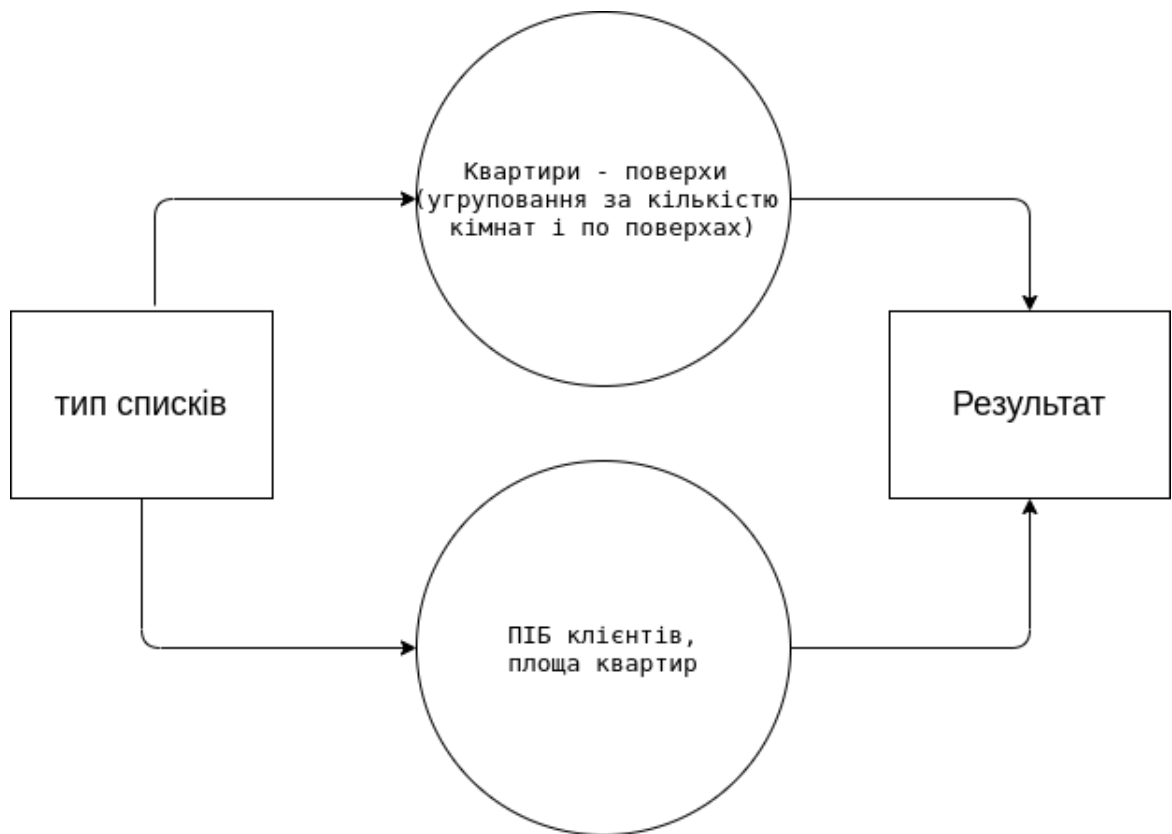 Квартири - поверхи
(угруповання за кількістю
кімнат і по поверхах)
тип списків
Результат
ПІБ клієнтів,
площа квартир